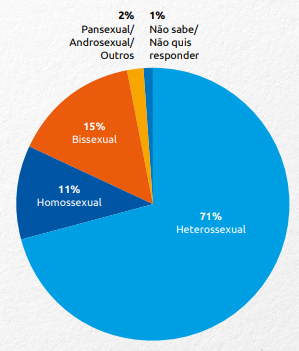 2%
Pansexual/
Androsexual/
Outros
1%
Não sabe/
Não quis
responder
15%
Bissexual
11%
Homossexual
71%
Heterossexual